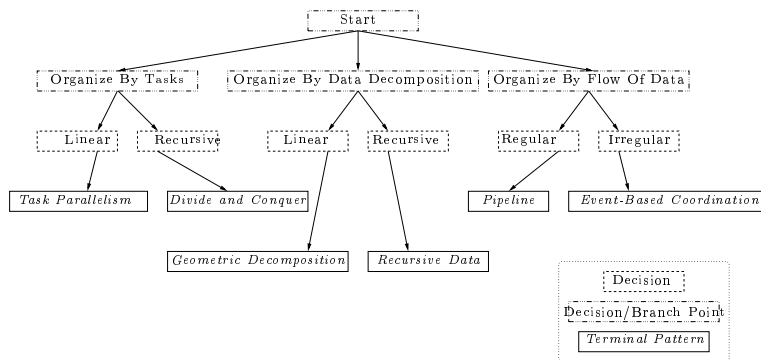 Start
Organize By Tasks
Organize By Data Decomposition
Organize By Flow Of Data
Linear
Recursive
Linear
Recursive
Regular
Irregular
Task Parallelism
Divide and Conquer
Pipeline
Event-Based Coordination
Geometric Decomposition
Recursive Data
Decision
Decision/Branch Point
Terminal Pattern